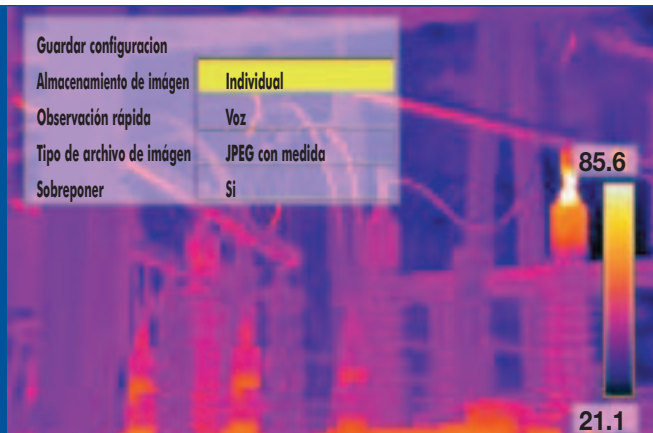 Guardar configuracion
Almacenamiento de imágen Individual
Observación rápida Voz
Tipo de archivo de imágen JPEG con medida
Sobreponer Si
85.6
21.1